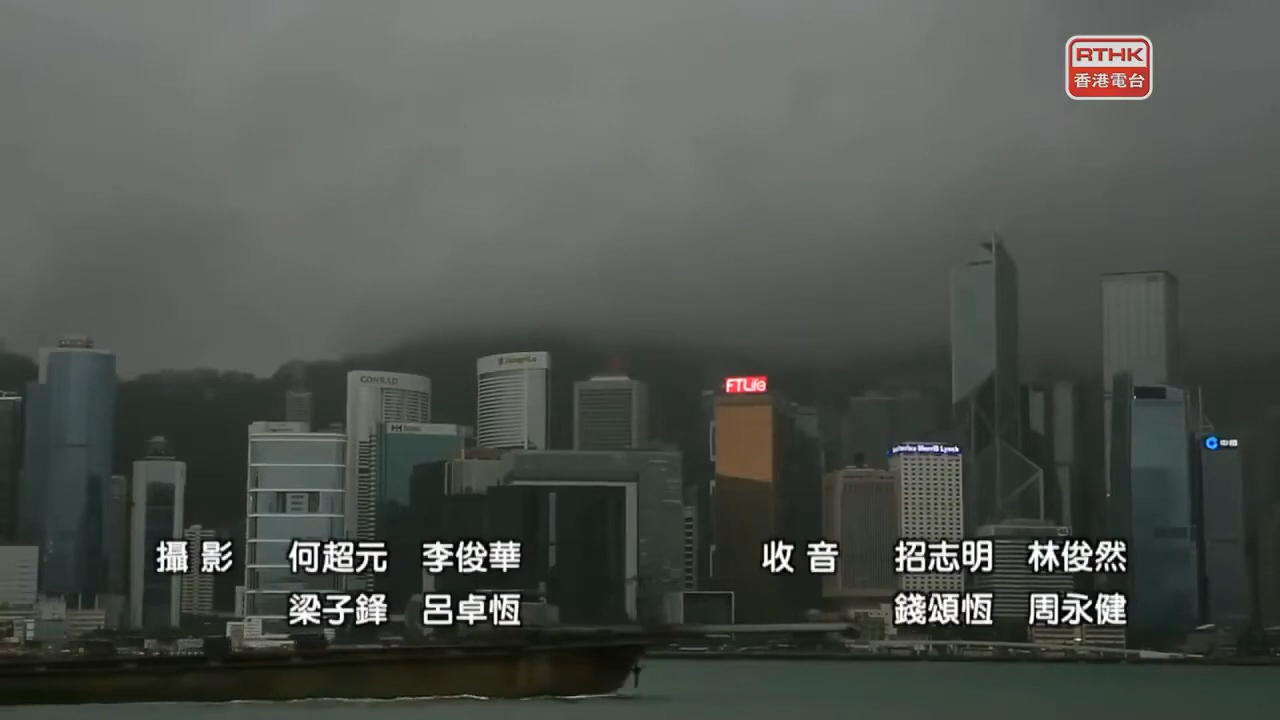 RTHK
香港電台
CONRAD
FTLife
攝影 何超元 李俊華
梁子鋒 呂卓恆
收音 招志明 林俊然
錢頌恆 周永健